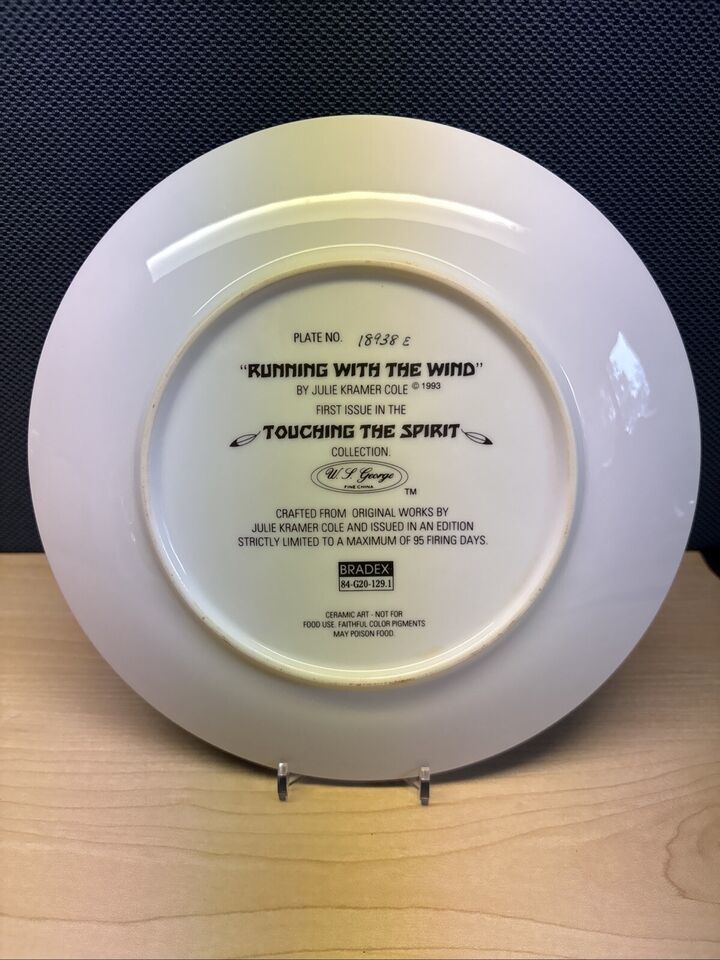 PLATE NO. 18938 E
"RUNNING WITH THE WIND"
BY JULIE KRAMER COLE © 1993
FIRST ISSUE IN THE
TOUCHING THE SPIRIT
COLLECTION.
W. S. George
FINE CHINA
TM
CRAFTED FROM ORIGINAL WORKS BY
JULIE KRAMER COLE AND ISSUED IN AN EDITION
STRICTLY LIMITED TO A MAXIMUM OF 95 FIRING DAYS.
BRADEX
84-G20-129.1
CERAMIC ART - NOT FOR
FOOD USE. FAITHFUL COLOR PIGMENTS
MAY POISON FOOD.